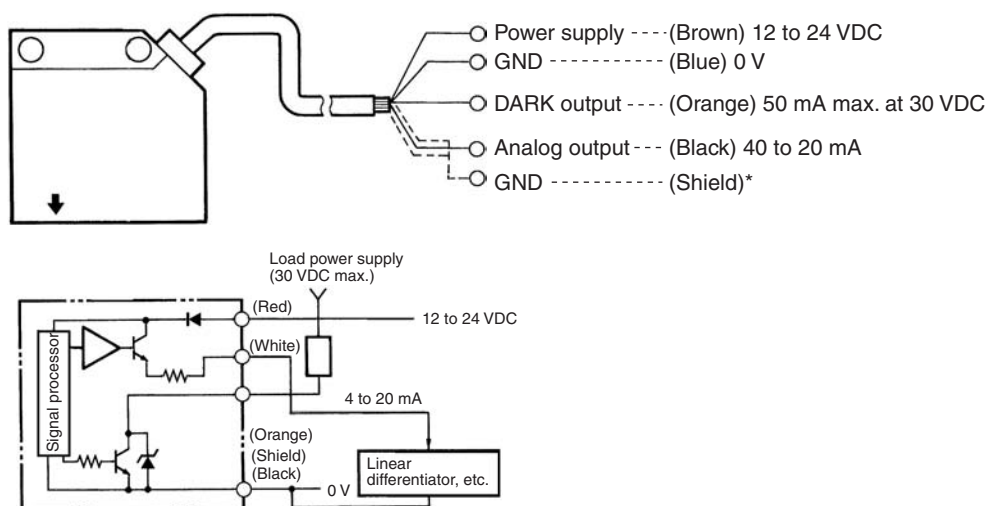 Power supply ---- (Brown) 12 to 24 VDC
GND ------------- (Blue) 0 V
DARK output ---- (Orange) 50 mA max. at 30 VDC
Analog output --- (Black) 40 to 20 mA
GND ------------ (Shield)*
Load power supply
(30 VDC max.)
(Red)
12 to 24 VDC
(White)
Signal processor
4 to 20 mA
(Orange)
(Shield)
(Black)
Linear
differentiator, etc.
0 V